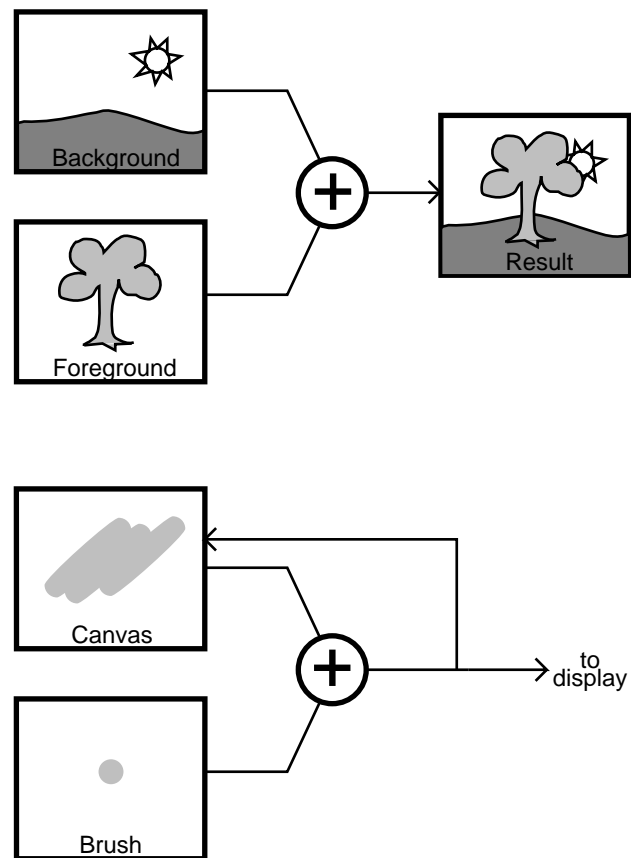 Background
Foreground
Result
Canvas
Brush
to
display